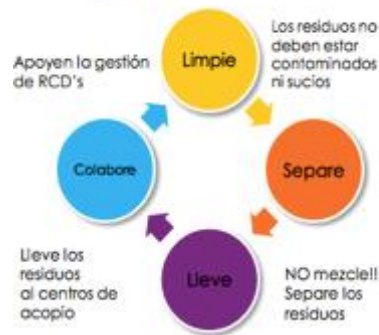 Limpie
Los residuos no
deben estar
contaminados
ni sucios
Apoyen la gestión
de RCD's
Colabore
Separe
Lleve los
residuos
al centros de
acopio
Lleve
NO mezcle!!
Separe los
residuos